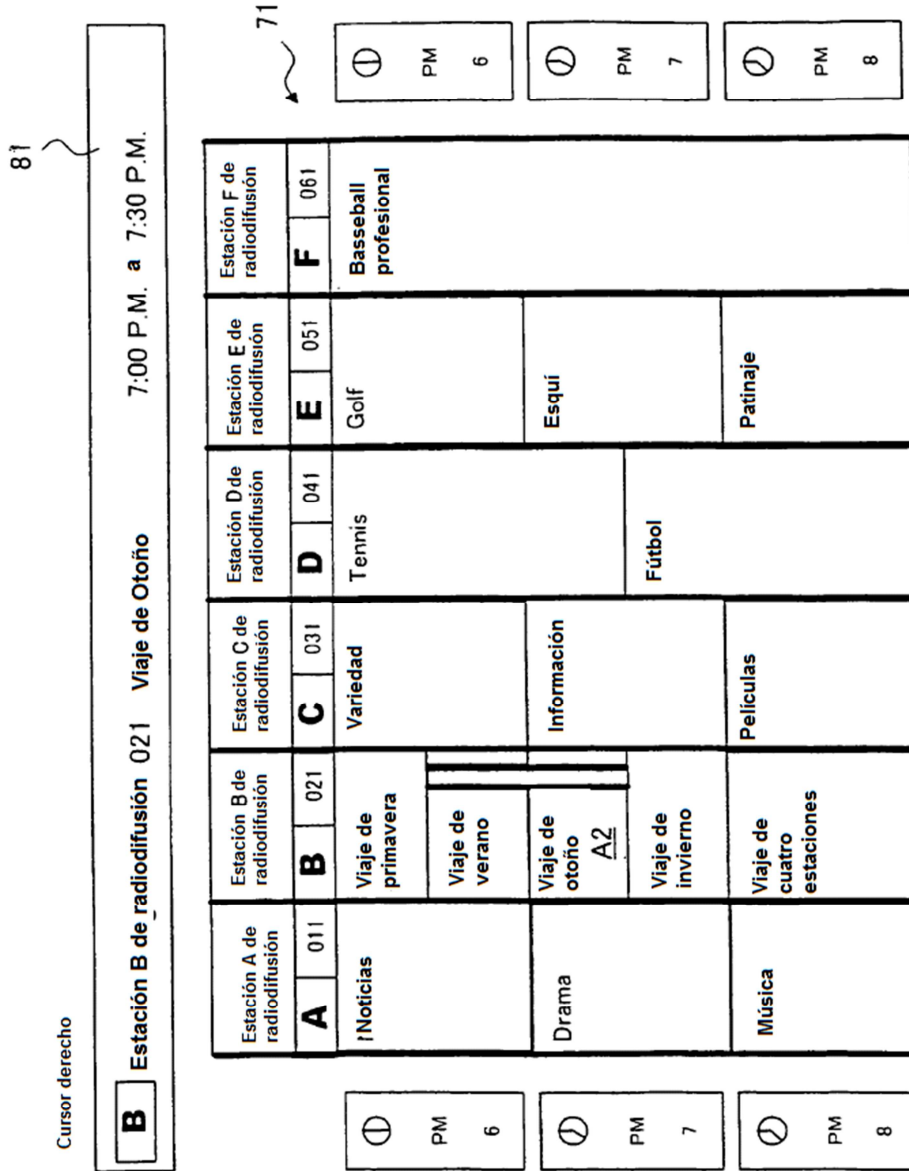 81
Cursor derecho
B Estación B de radiodifusión 021 Viaje de Otoño 7:00 P.M. a 7:30 P.M.
71
Estación A de
radiodifusión
A 011
Estación B de
radiodifusión
B 021
Estación C de
radiodifusión
C 031
Estación D de
radiodifusión
D 041
Estación E de
radiodifusión
E 051
Estación F de
radiodifusión
F 061
PM
6
Noticias
Viaje de
primavera
Viaje de
verano
Variedad
Tennis
Golf
Basseball
profesional
PM
6
PM
7
Drama
Viaje de
otoño
A2
Viaje de
invierno
Información
Fútbol
Esquí
PM
7
PM
8
Música
Viaje de
cuatro
estaciones
Películas
Patinaje
PM
8